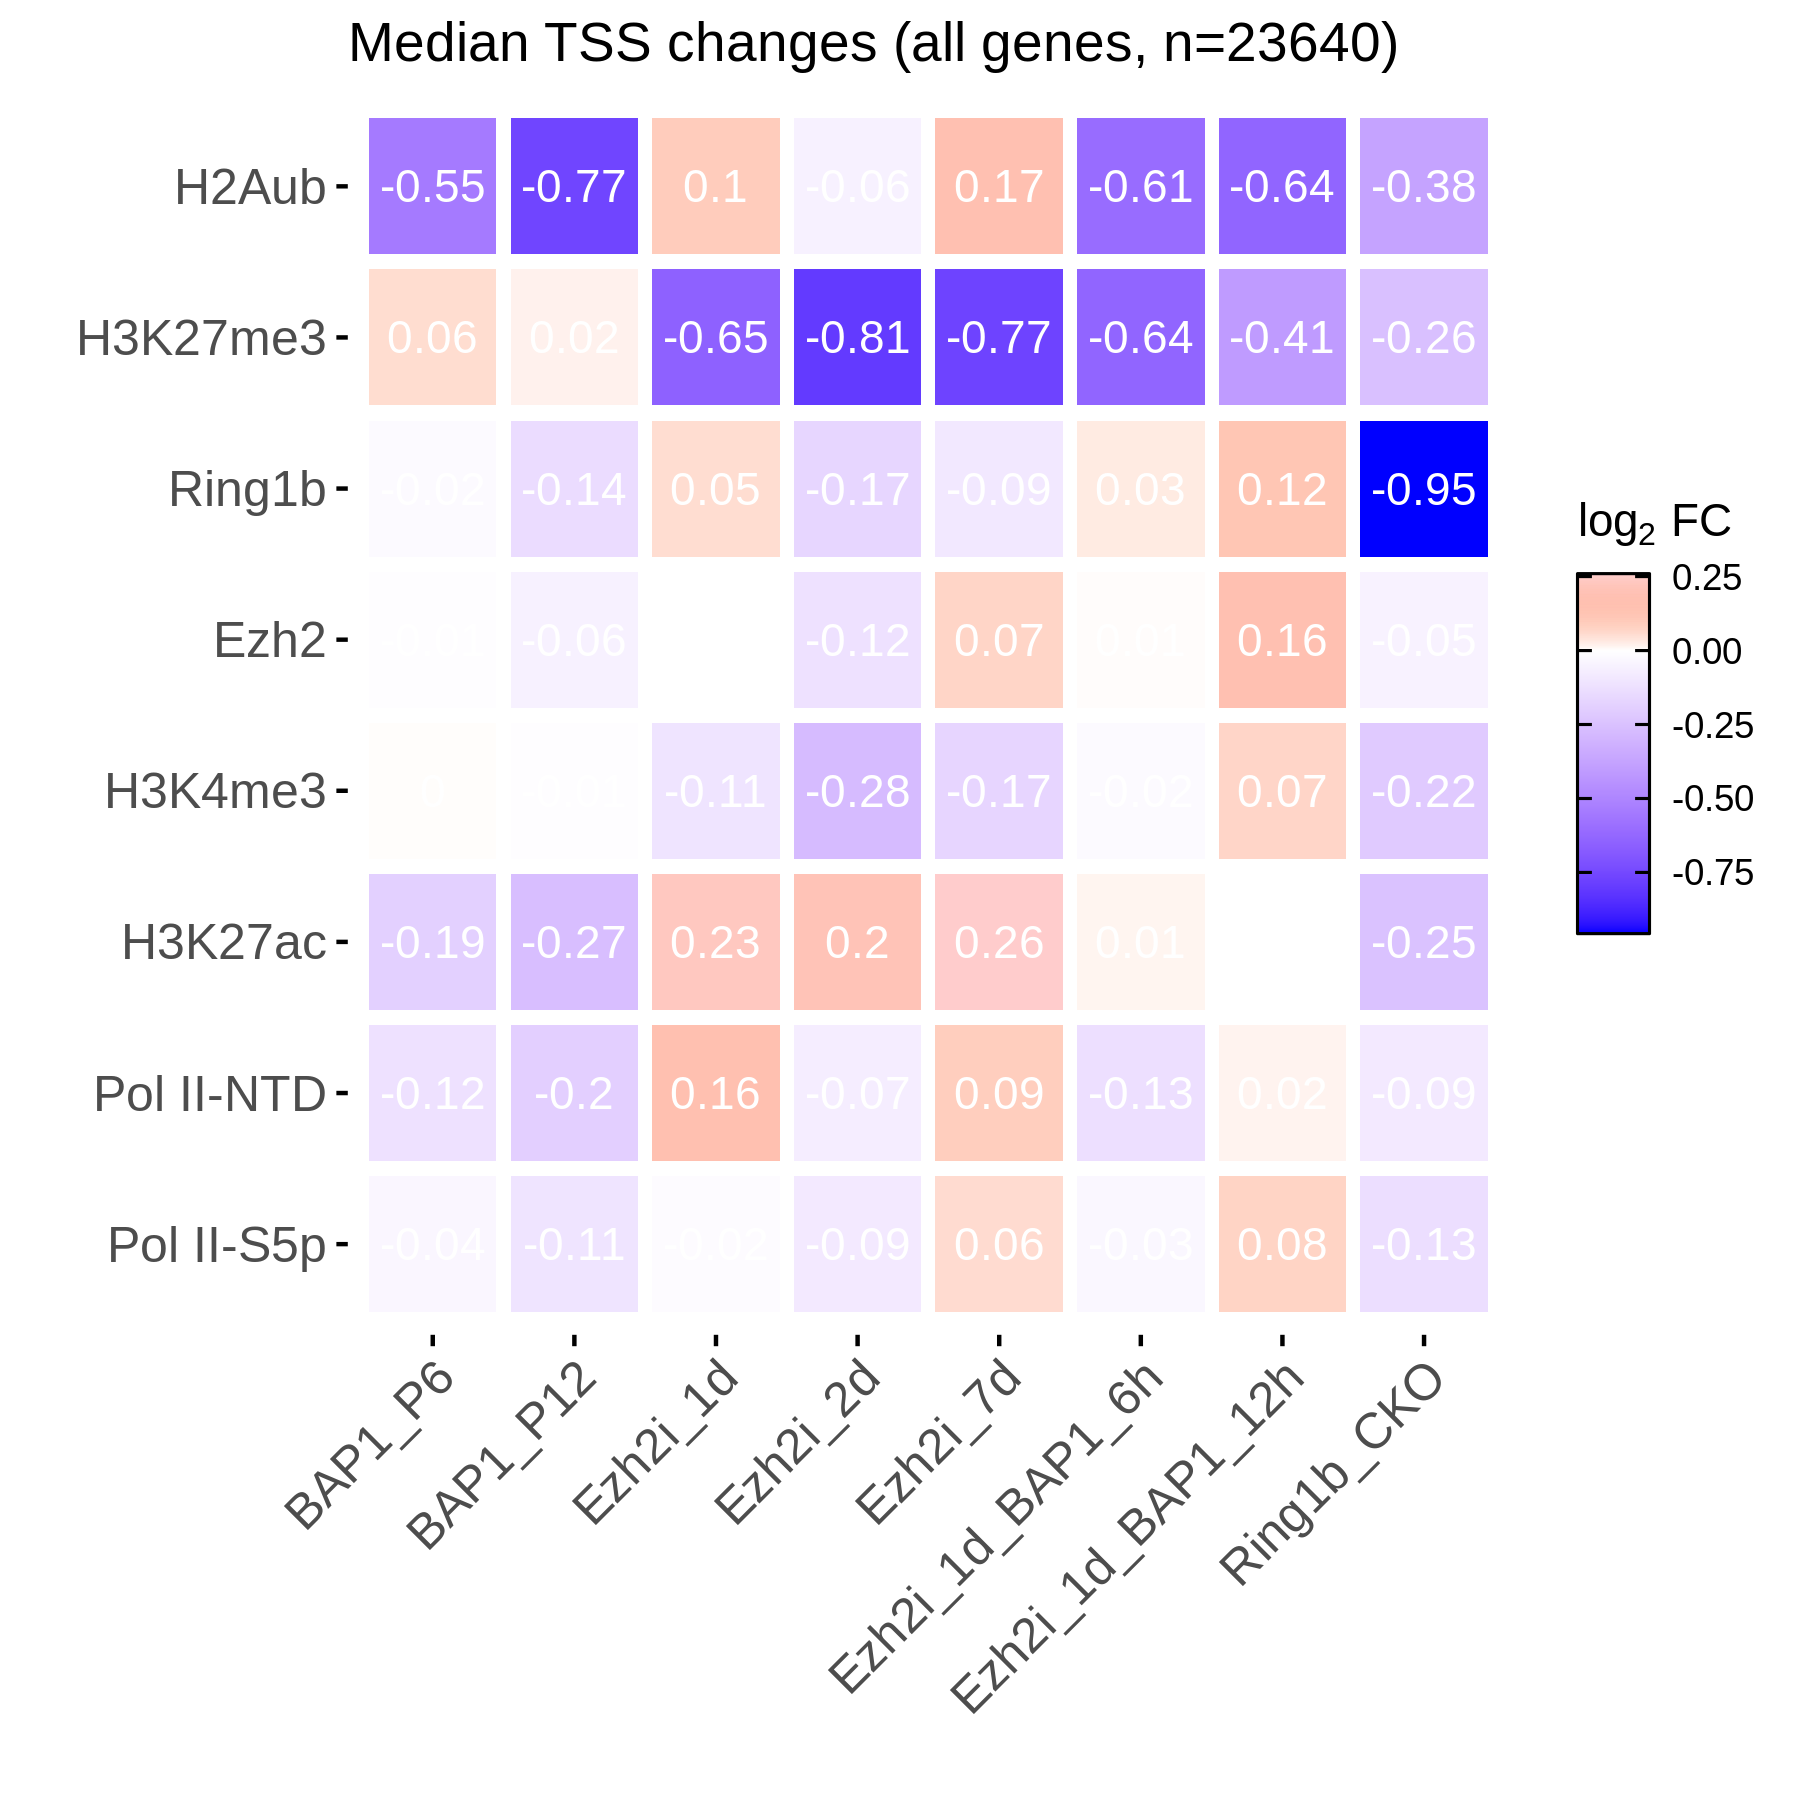 Median TSS changes (all genes, n=23640)
H2Aub -0.55 -0.77 0.1 -0.06 0.17 -0.61 -0.64 -0.38
H3K27me3 0.06 0.02 -0.65 -0.81 -0.77 -0.64 -0.41 -0.26
Ring1b -0.02 -0.14 0.05 -0.17 -0.09 0.03 0.12 -0.95
Ezh2 -0.06 -0.12 0.07 0.01 0.16 -0.05
H3K4me3 0 -0.11 -0.28 -0.17 -0.02 0.07 -0.22
H3K27ac -0.19 -0.27 0.23 0.2 0.26 0.01 -0.25
Pol II-NTD -0.12 -0.2 0.16 -0.07 0.09 -0.13 0.02 -0.09
Pol II-S5p -0.04 -0.11 -0.02 -0.09 0.06 -0.03 0.08 -0.13
BAP1_P6
BAP1_P12
Ezh2i_1d
Ezh2i_2d
Ezh2i_7d
Ezh2i_1d_BAP1_6h
Ezh2i_1d_BAP1_12h
Ring1b_CKO
log₂ FC
0.25
0.00
-0.25
-0.50
-0.75